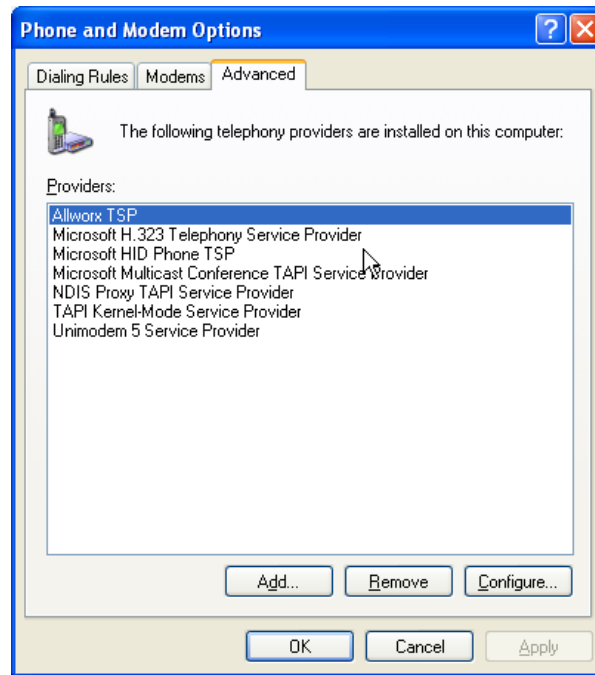 Phone and Modem Options
Dialing Rules Modems Advanced
The following telephony providers are installed on this computer:
Providers:
Allworx TSP
Microsoft H.323 Telephony Service Provider
Microsoft HID Phone TSP
Microsoft Multicast Conference TAPI Service Provider
NDIS Proxy TAPI Service Provider
TAPI Kernel-Mode Service Provider
Unimodem 5 Service Provider
Add... Remove Configure...
OK Cancel Apply